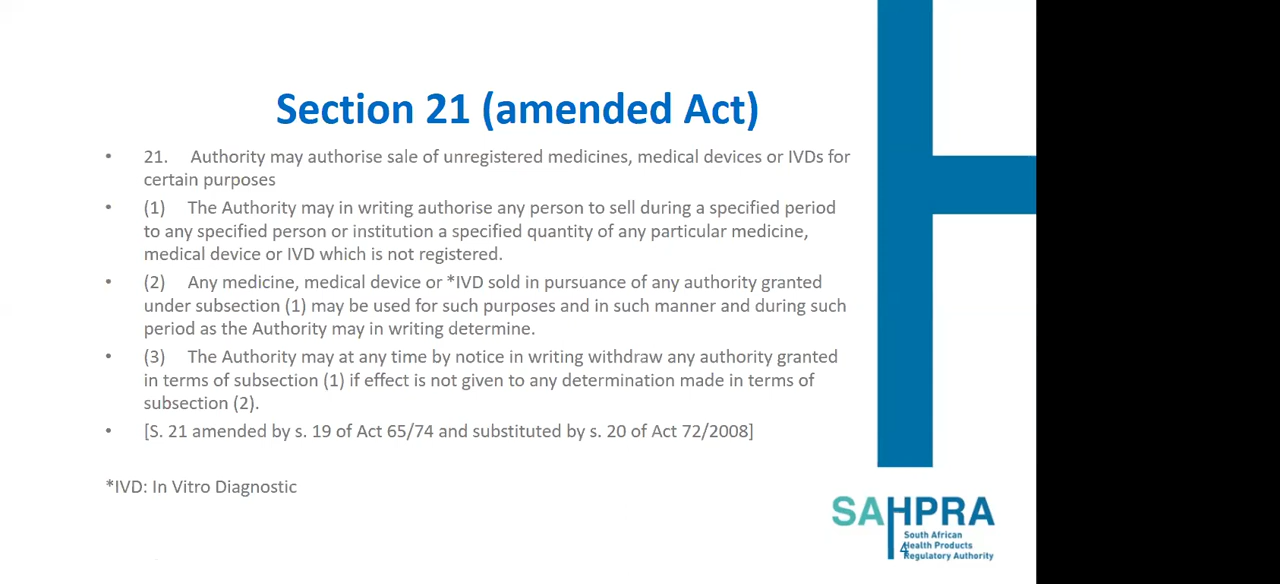 Section 21 (amended Act)
• 21. Authority may authorise sale of unregistered medicines, medical devices or IVDs for
certain purposes
• (1) The Authority may in writing authorise any person to sell during a specified period
to any specified person or institution a specified quantity of any particular medicine,
medical device or IVD which is not registered.
• (2) Any medicine, medical device or *IVD sold in pursuance of any authority granted
under subsection (1) may be used for such purposes and in such manner and during such
period as the Authority may in writing determine.
• (3) The Authority may at any time by notice in writing withdraw any authority granted
in terms of subsection (1) if effect is not given to any determination made in terms of
subsection (2).
• [S. 21 amended by s. 19 of Act 65/74 and substituted by s. 20 of Act 72/2008]
*IVD: In Vitro Diagnostic
SAHPRA
South African
Health Products
Regulatory Authority
4